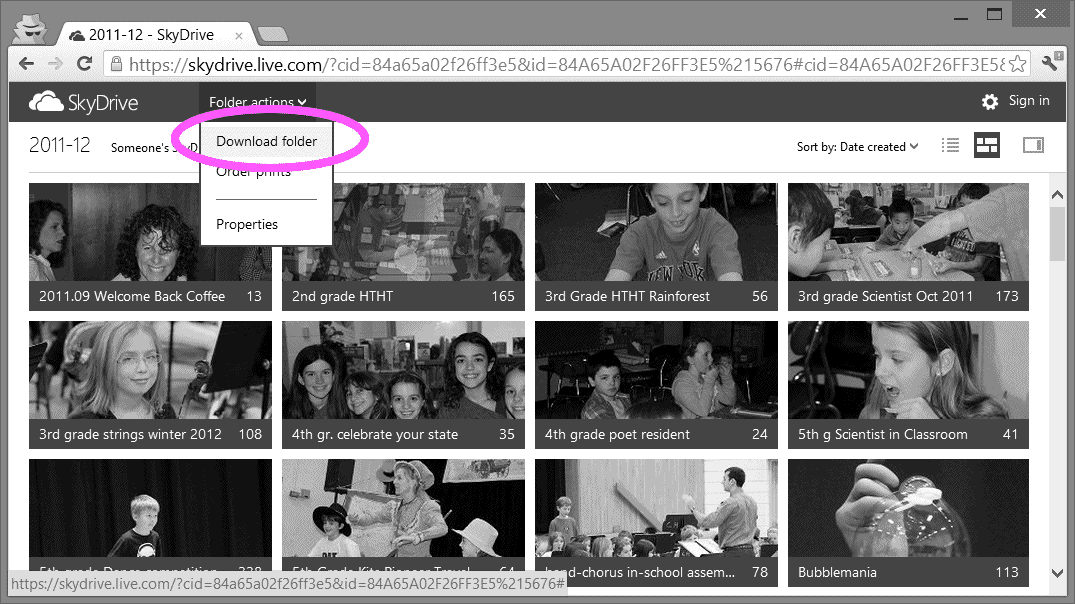 2011-12 - SkyDrive
https://skydrive.live.com/?cid=84a65a02f26ff3e5&id=84A65A02F26FF3E5%215676#cid=84A65A02F26FF3E5&
SkyDrive
Folder actions
Sign in
2011-12
Someone's SkyD
Download folder
Order prints
Properties
Sort by: Date created
2011.09 Welcome Back Coffee 13
2nd grade HTHT 165
3rd Grade HTHT Rainforest 56
3rd grade Scientist Oct 2011 173
NEW YORK
3rd grade strings winter 2012 108
4th gr. celebrate your state 35
4th grade poet resident 24
5th g Scientist in Classroom 41
5th grade Dance competition 338
5th Grade Kits Pioneer Travel 64
band-chorus in-school assem... 78
Bubblemania 113
https://skydrive.live.com/?cid=84a65a02f26ff3e5&id=84A65A02F26FF3E5%215676#